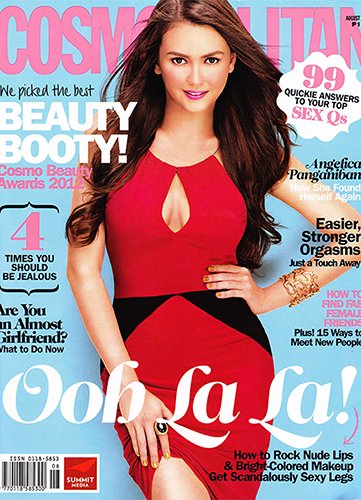 COSMOPOLITAN
AUGUST
We picked the best
BEAUTY
BOOTY!
Cosmo Beauty
Awards 2012
99
QUICKIE ANSWERS
TO YOUR TOP
SEX Qs
Angelica
Panganiban
How She Found
Herself Again
4
TIMES YOU
SHOULD
BE JEALOUS
Easier,
Stronger
Orgasms
Just a Touch Away
Are You
an Almost
Girlfriend?
What to Do Now
HOW TO
FIND FAB
FEMALE
FRIENDS
Plus! 15 Ways to
Meet New People
Ooh La La!
How to Rock Nude Lips
& Bright-Colored Makeup
Get Scandalously Sexy Legs
ISSN 0118-5853
08
9770118585300
SUMMIT
MEDIA